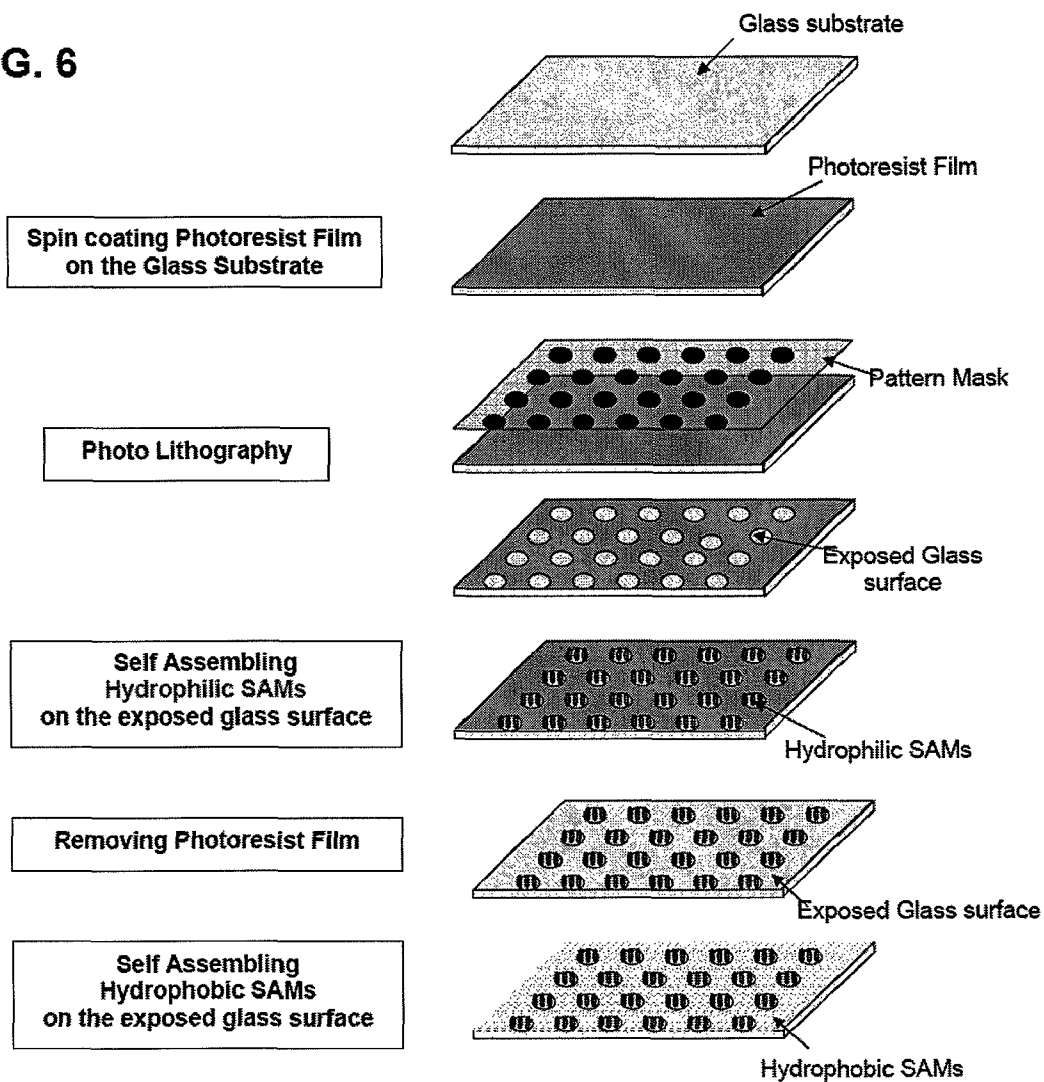 G. 6
Glass substrate
Photoresist Film
Spin coating Photoresist Film
on the Glass Substrate
Pattern Mask
Photo Lithography
Exposed Glass
surface
Self Assembling
Hydrophilic SAMs
on the exposed glass surface
Hydrophilic SAMs
Removing Photoresist Film
Exposed Glass surface
Self Assembling
Hydrophobic SAMs
on the exposed glass surface
Hydrophobic SAMs